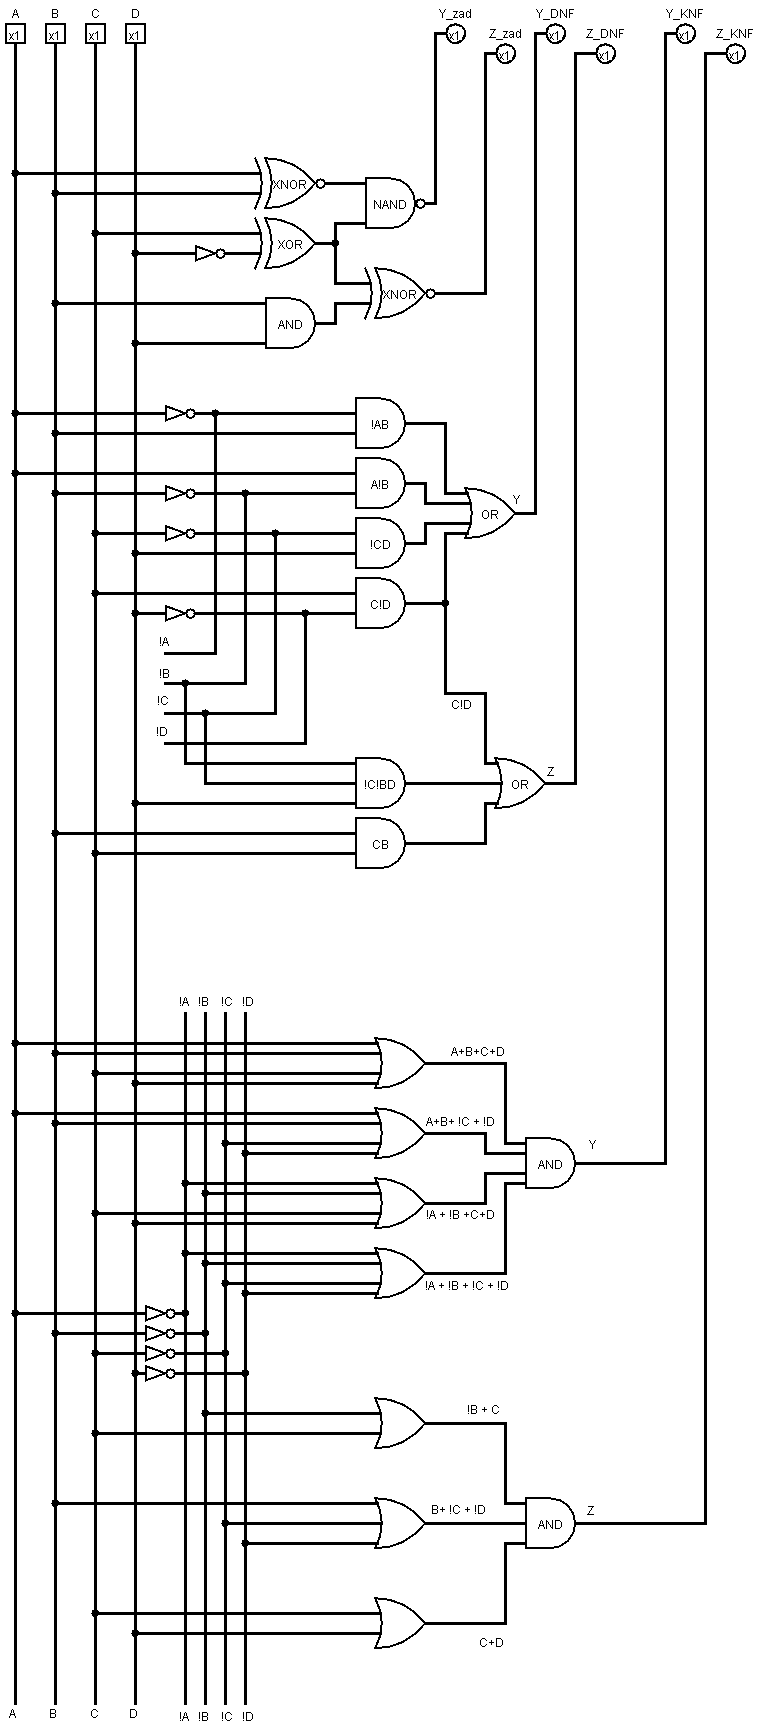 A B C D Y_zad Y_DNF Y_KNF
Z_zad Z_DNF Z_KNF
x1 x1 x1 x1 x1 x1 x1
x1 x1 x1
XNOR
NAND
XOR
XNOR
AND
!AB
A!B
Y
OR
!CD
C!D
!A
!B
!C
C!D
!D
Z
!C!BD OR
CB
!A !B !C !D
A+B+C+D
A+B+ !C + !D
Y
AND
!A + !B +C+D
!A + !B + !C + !D
!B + C
B+ !C + !D Z
AND
C+D
A B C D !A !B !C !D